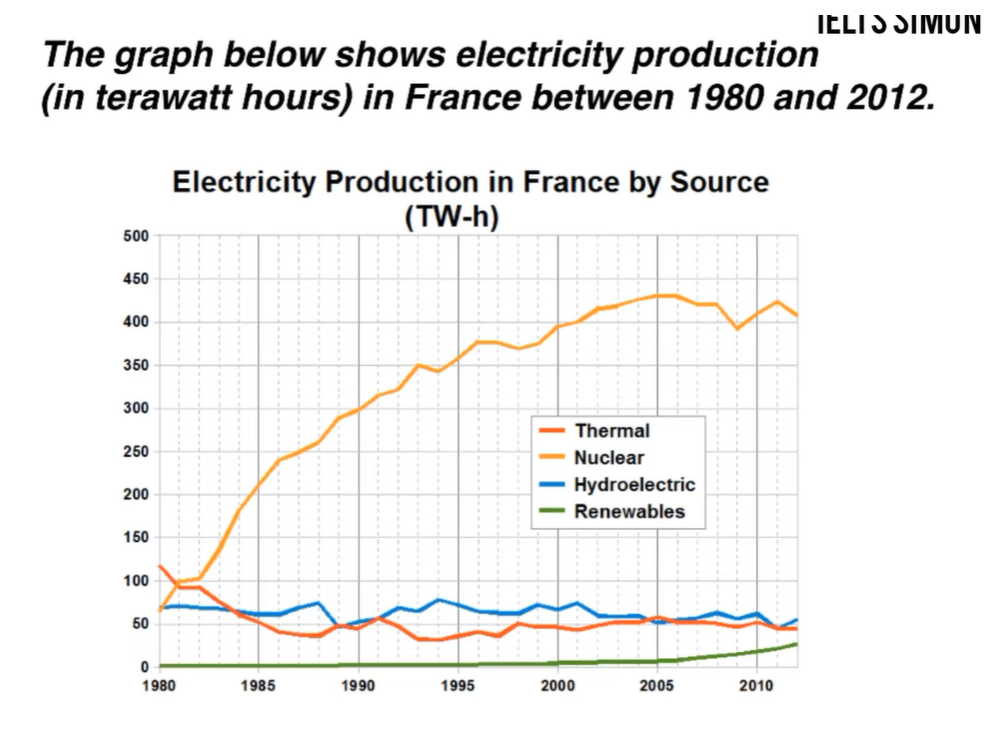 IELTS SIMON
The graph below shows electricity production
(in terawatt hours) in France between 1980 and 2012.
Electricity Production in France by Source
(TW-h)
500
450
400
350
300
250
200
150
100
50
0
Thermal
Nuclear
Hydroelectric
Renewables
1980 1985 1990 1995 2000 2005 2010